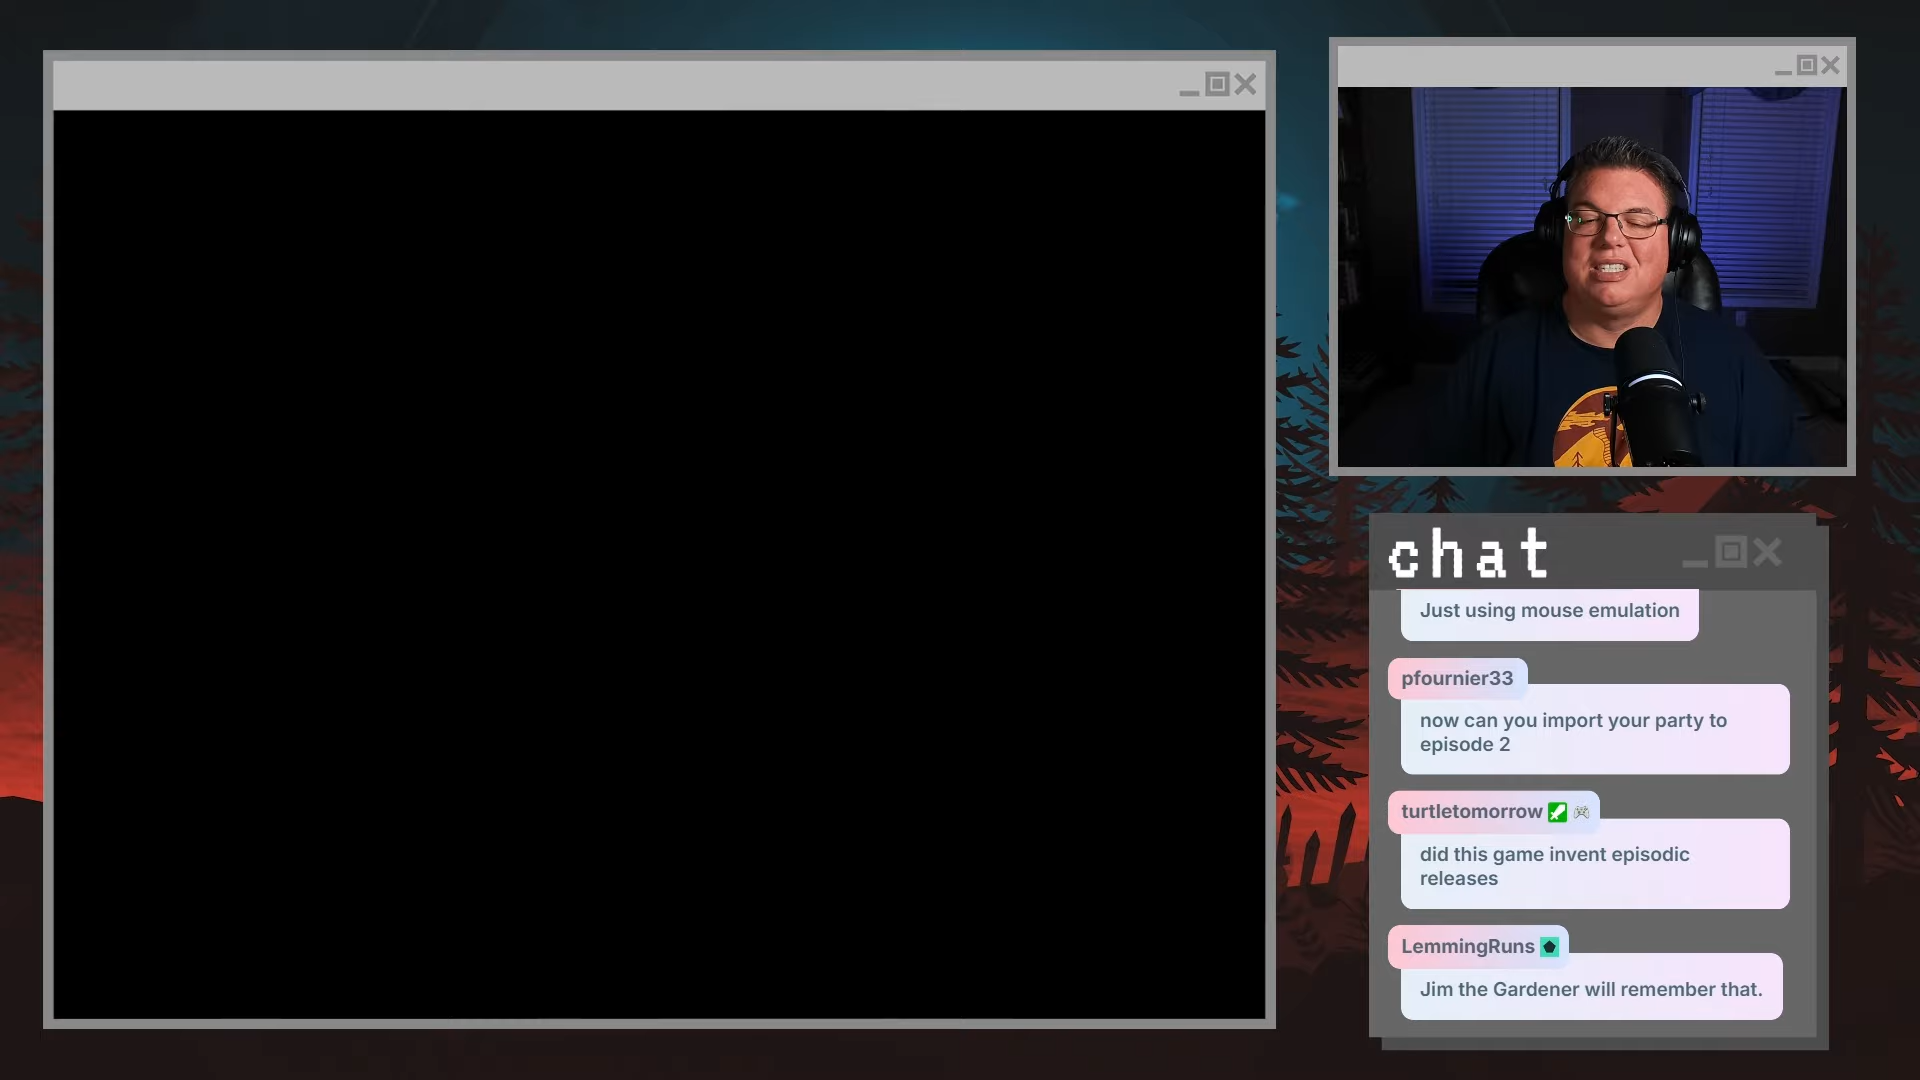 chat
Just using mouse emulation
pfournier33
now can you import your party to
episode 2
turtletomorrow
did this game invent episodic
releases
LemmingRuns
Jim the Gardener will remember that.